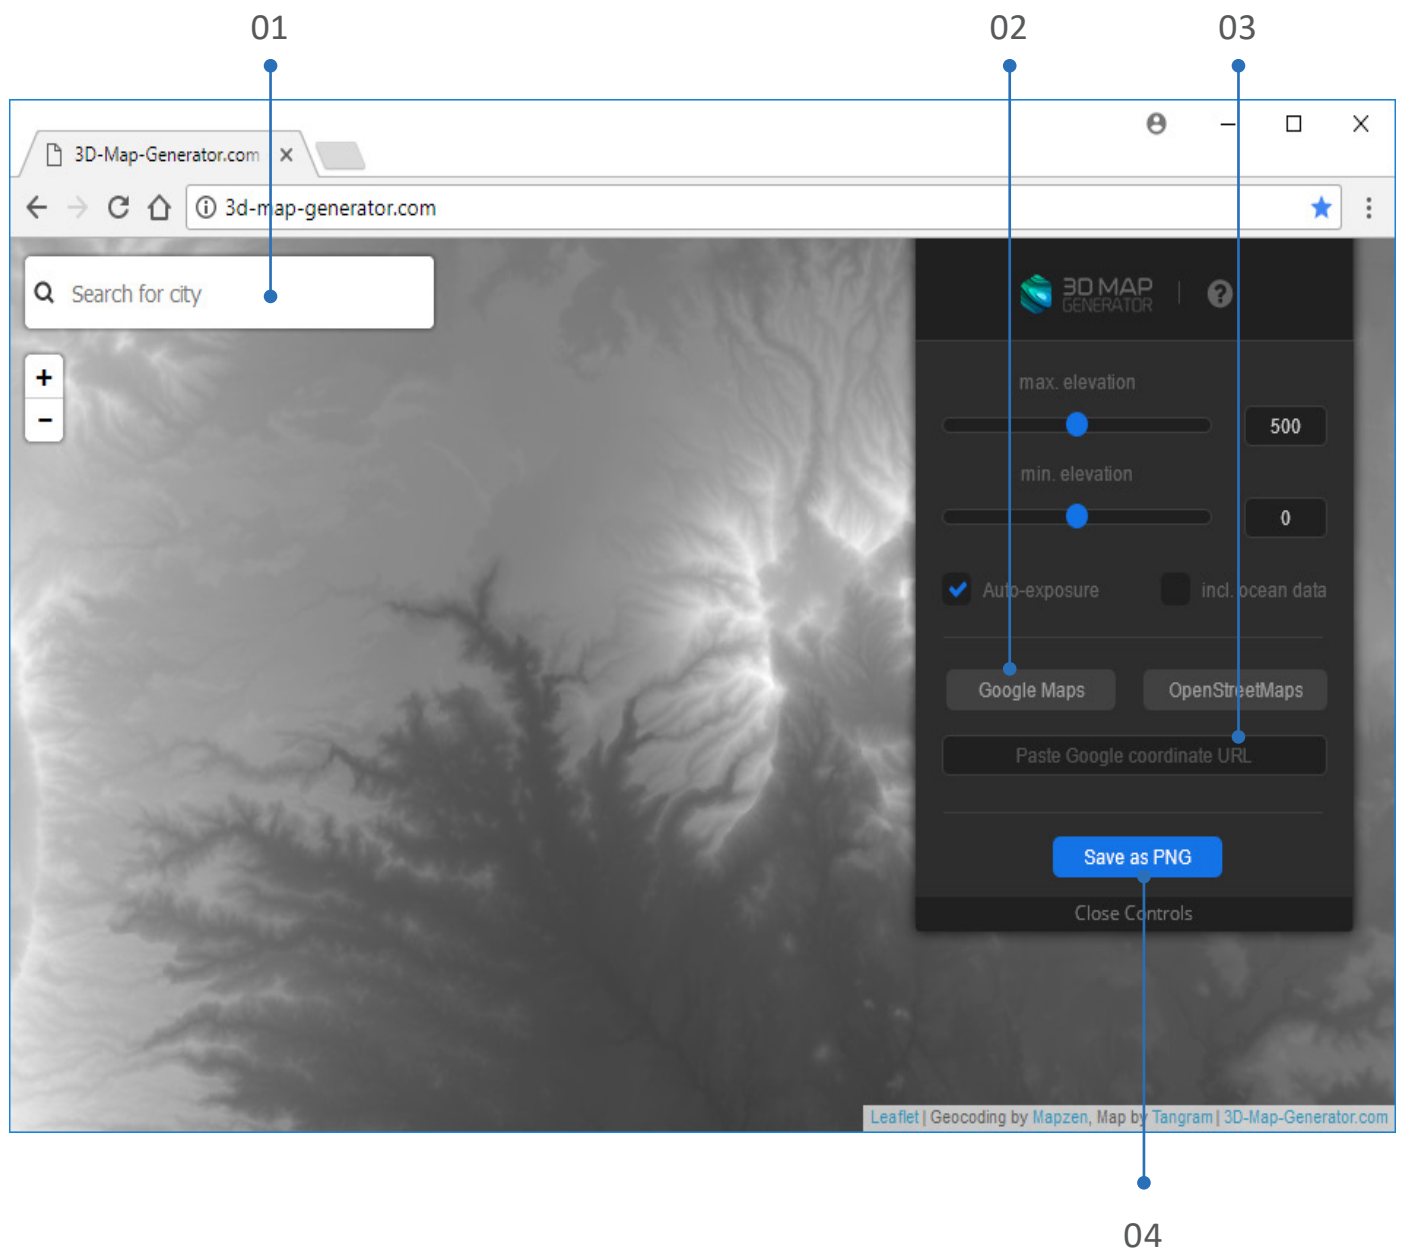 01
02
03
3D-Map-Generator.com
3d-map-generator.com
Search for city
+
−
3D MAP
GENERATOR
?
max. elevation
500
min. elevation
0
Auto-exposure
incl. ocean data
Google Maps
OpenStreetMaps
Paste Google coordinate URL
Save as PNG
Close Controls
Leaflet | Geocoding by Mapzen, Map by Tangram | 3D-Map-Generator.com
04